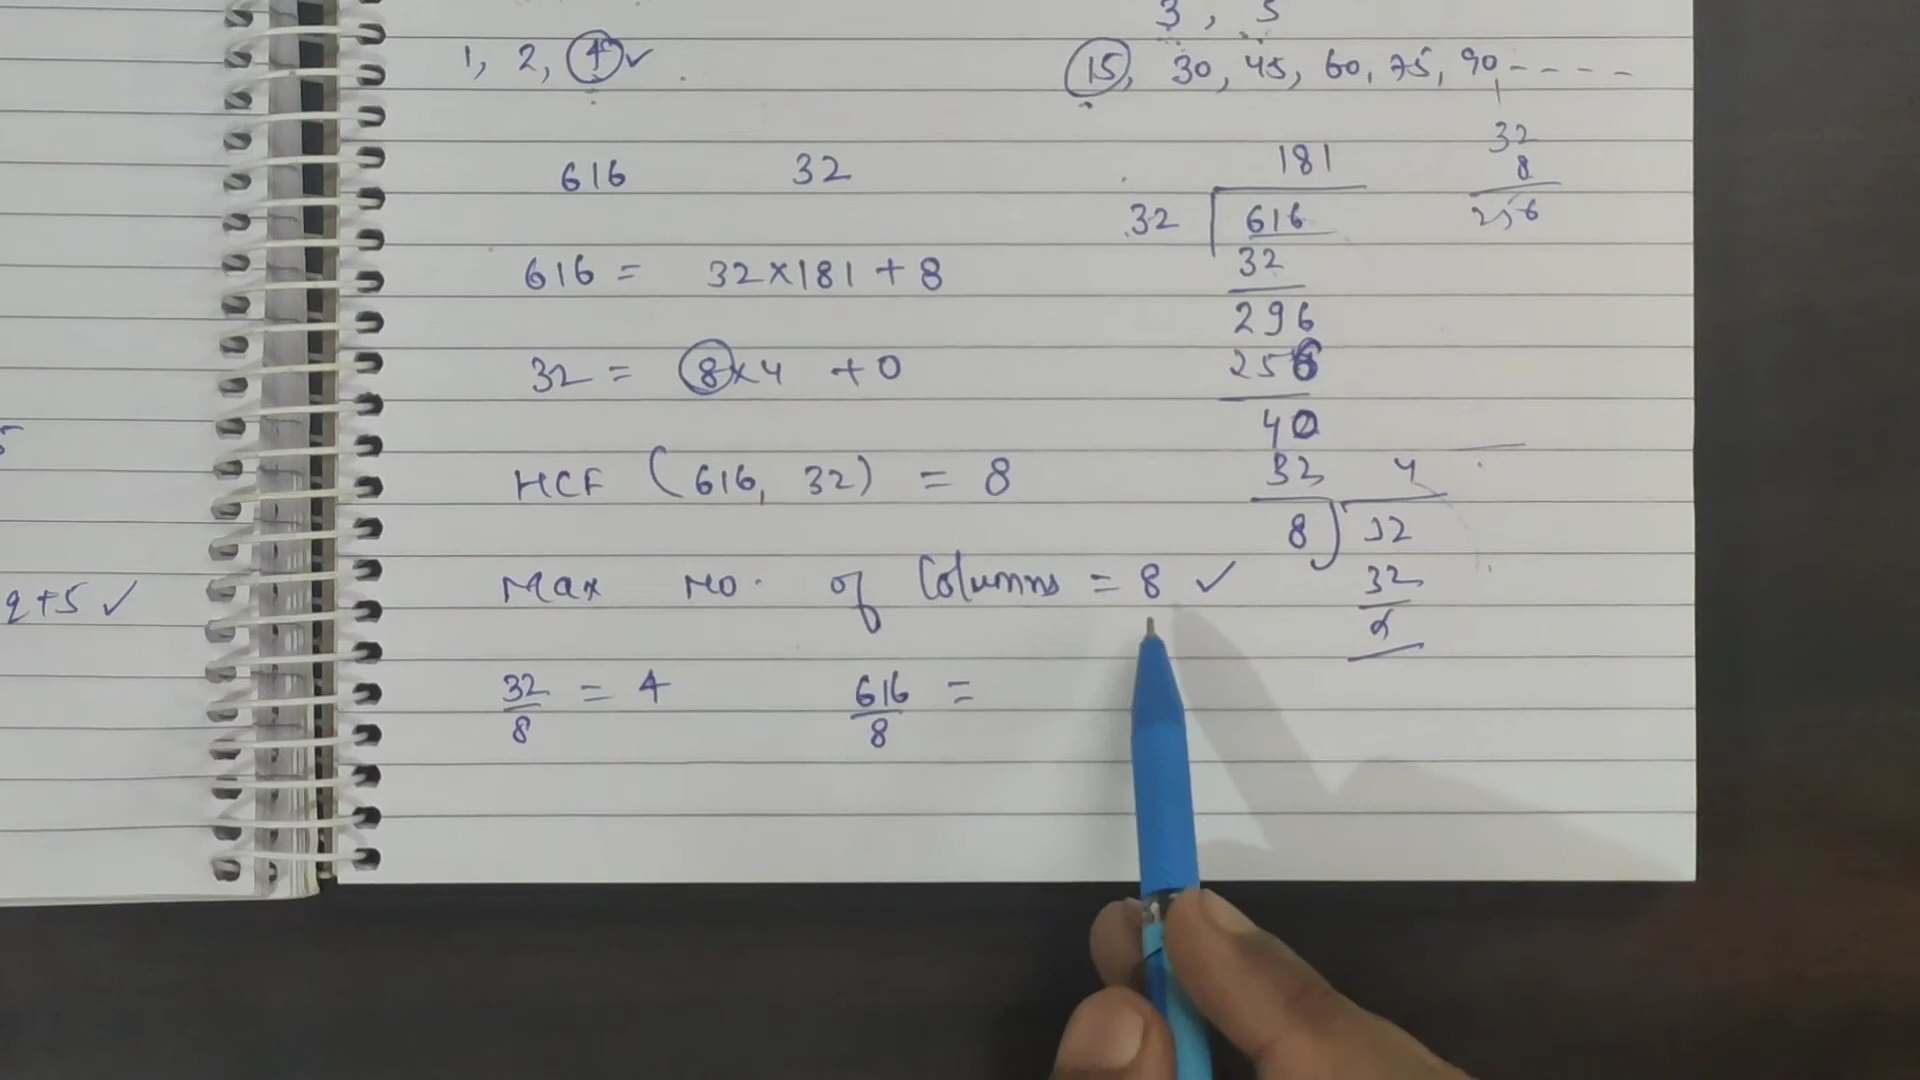 3, 5
1, 2, 4 ✓
15, 30, 45, 60, 75, 90 - - - -
616 32
616 = 32×181 + 8
32 = 8×4 + 0
HCF (616, 32) = 8
Max No. of Columns = 8 ✓
32/8 = 4 616/8 =
181
32 616
32
296
256
40
32 4
8 32
32
0
32
8
256
5
2+5 ✓